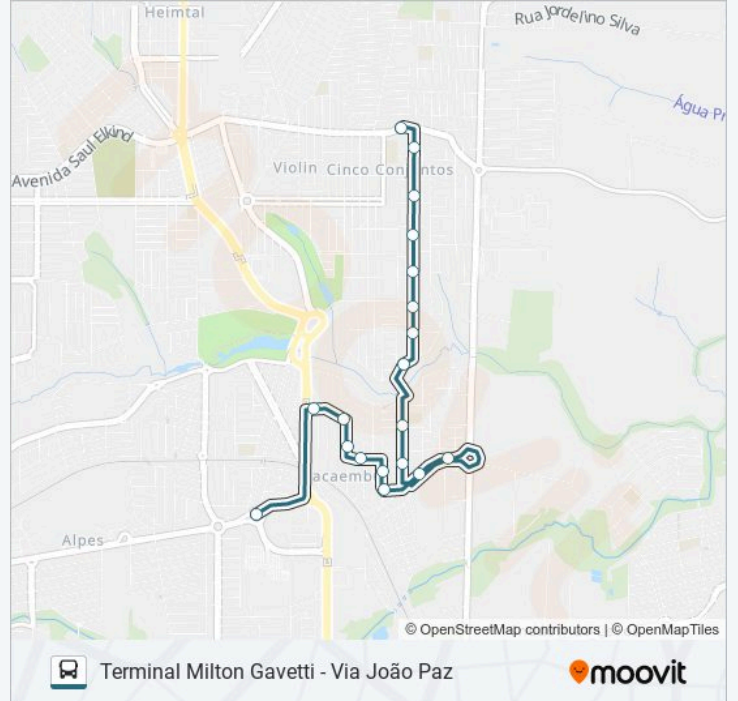 Heimtal
Rua Jordelino Silva
Água Pr
Avenida Saul Elkind
Violin
Cinco Conjuntos
acaemb
Alpes
© OpenStreetMap contributors | © OpenMapTiles
Terminal Milton Gavetti - Via João Paz
moovit